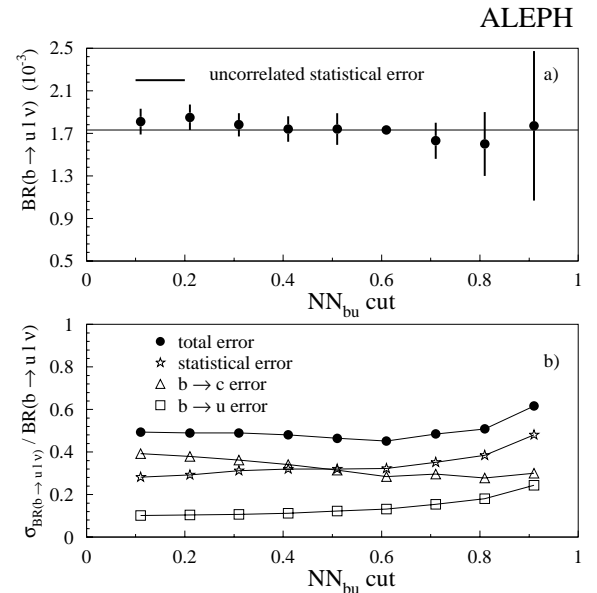 ALEPH
BR(b → u l ν) (10⁻³)
2.5
2.1
1.7
1.3
0.9
0.5
uncorrelated statistical error
a)
0 0.2 0.4 0.6 0.8 1
NN_bu cut
σ_BR(b → u l ν) / BR(b → u l ν)
1
0.8
0.6
0.4
0.2
0
total error
b)
statistical error
b → c error
b → u error
0 0.2 0.4 0.6 0.8 1
NN_bu cut